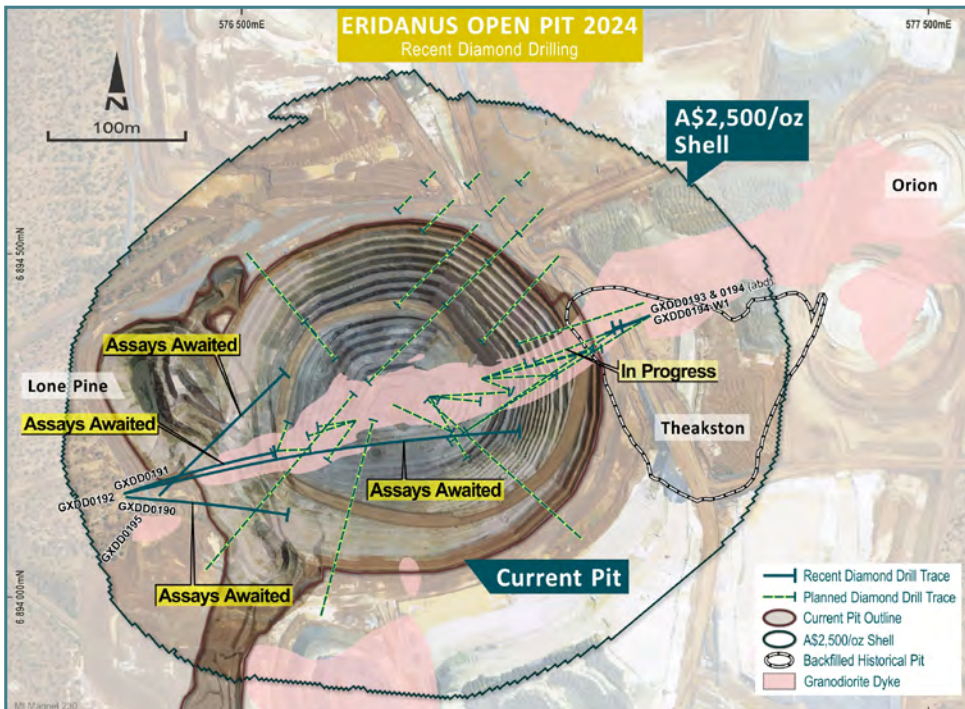 576 500mE
577 500mE
ERIDANUS OPEN PIT 2024
Recent Diamond Drilling
N
100m
A$2,500/oz
Shell
Orion
6 894 500mN
GXDD0193 & 0194 (abd)
GXDD0194-W1
Assays Awaited
In Progress
Lone Pine
Assays Awaited
Theakston
GXDD0191
GXDD0192
GXDD0190
Assays Awaited
GXDD0195
Assays Awaited
Current Pit
6 894 000mN
Recent Diamond Drill Trace
Planned Diamond Drill Trace
Current Pit Outline
A$2,500/oz Shell
Backfilled Historical Pit
Granodiorite Dyke
Mt Magnet 230